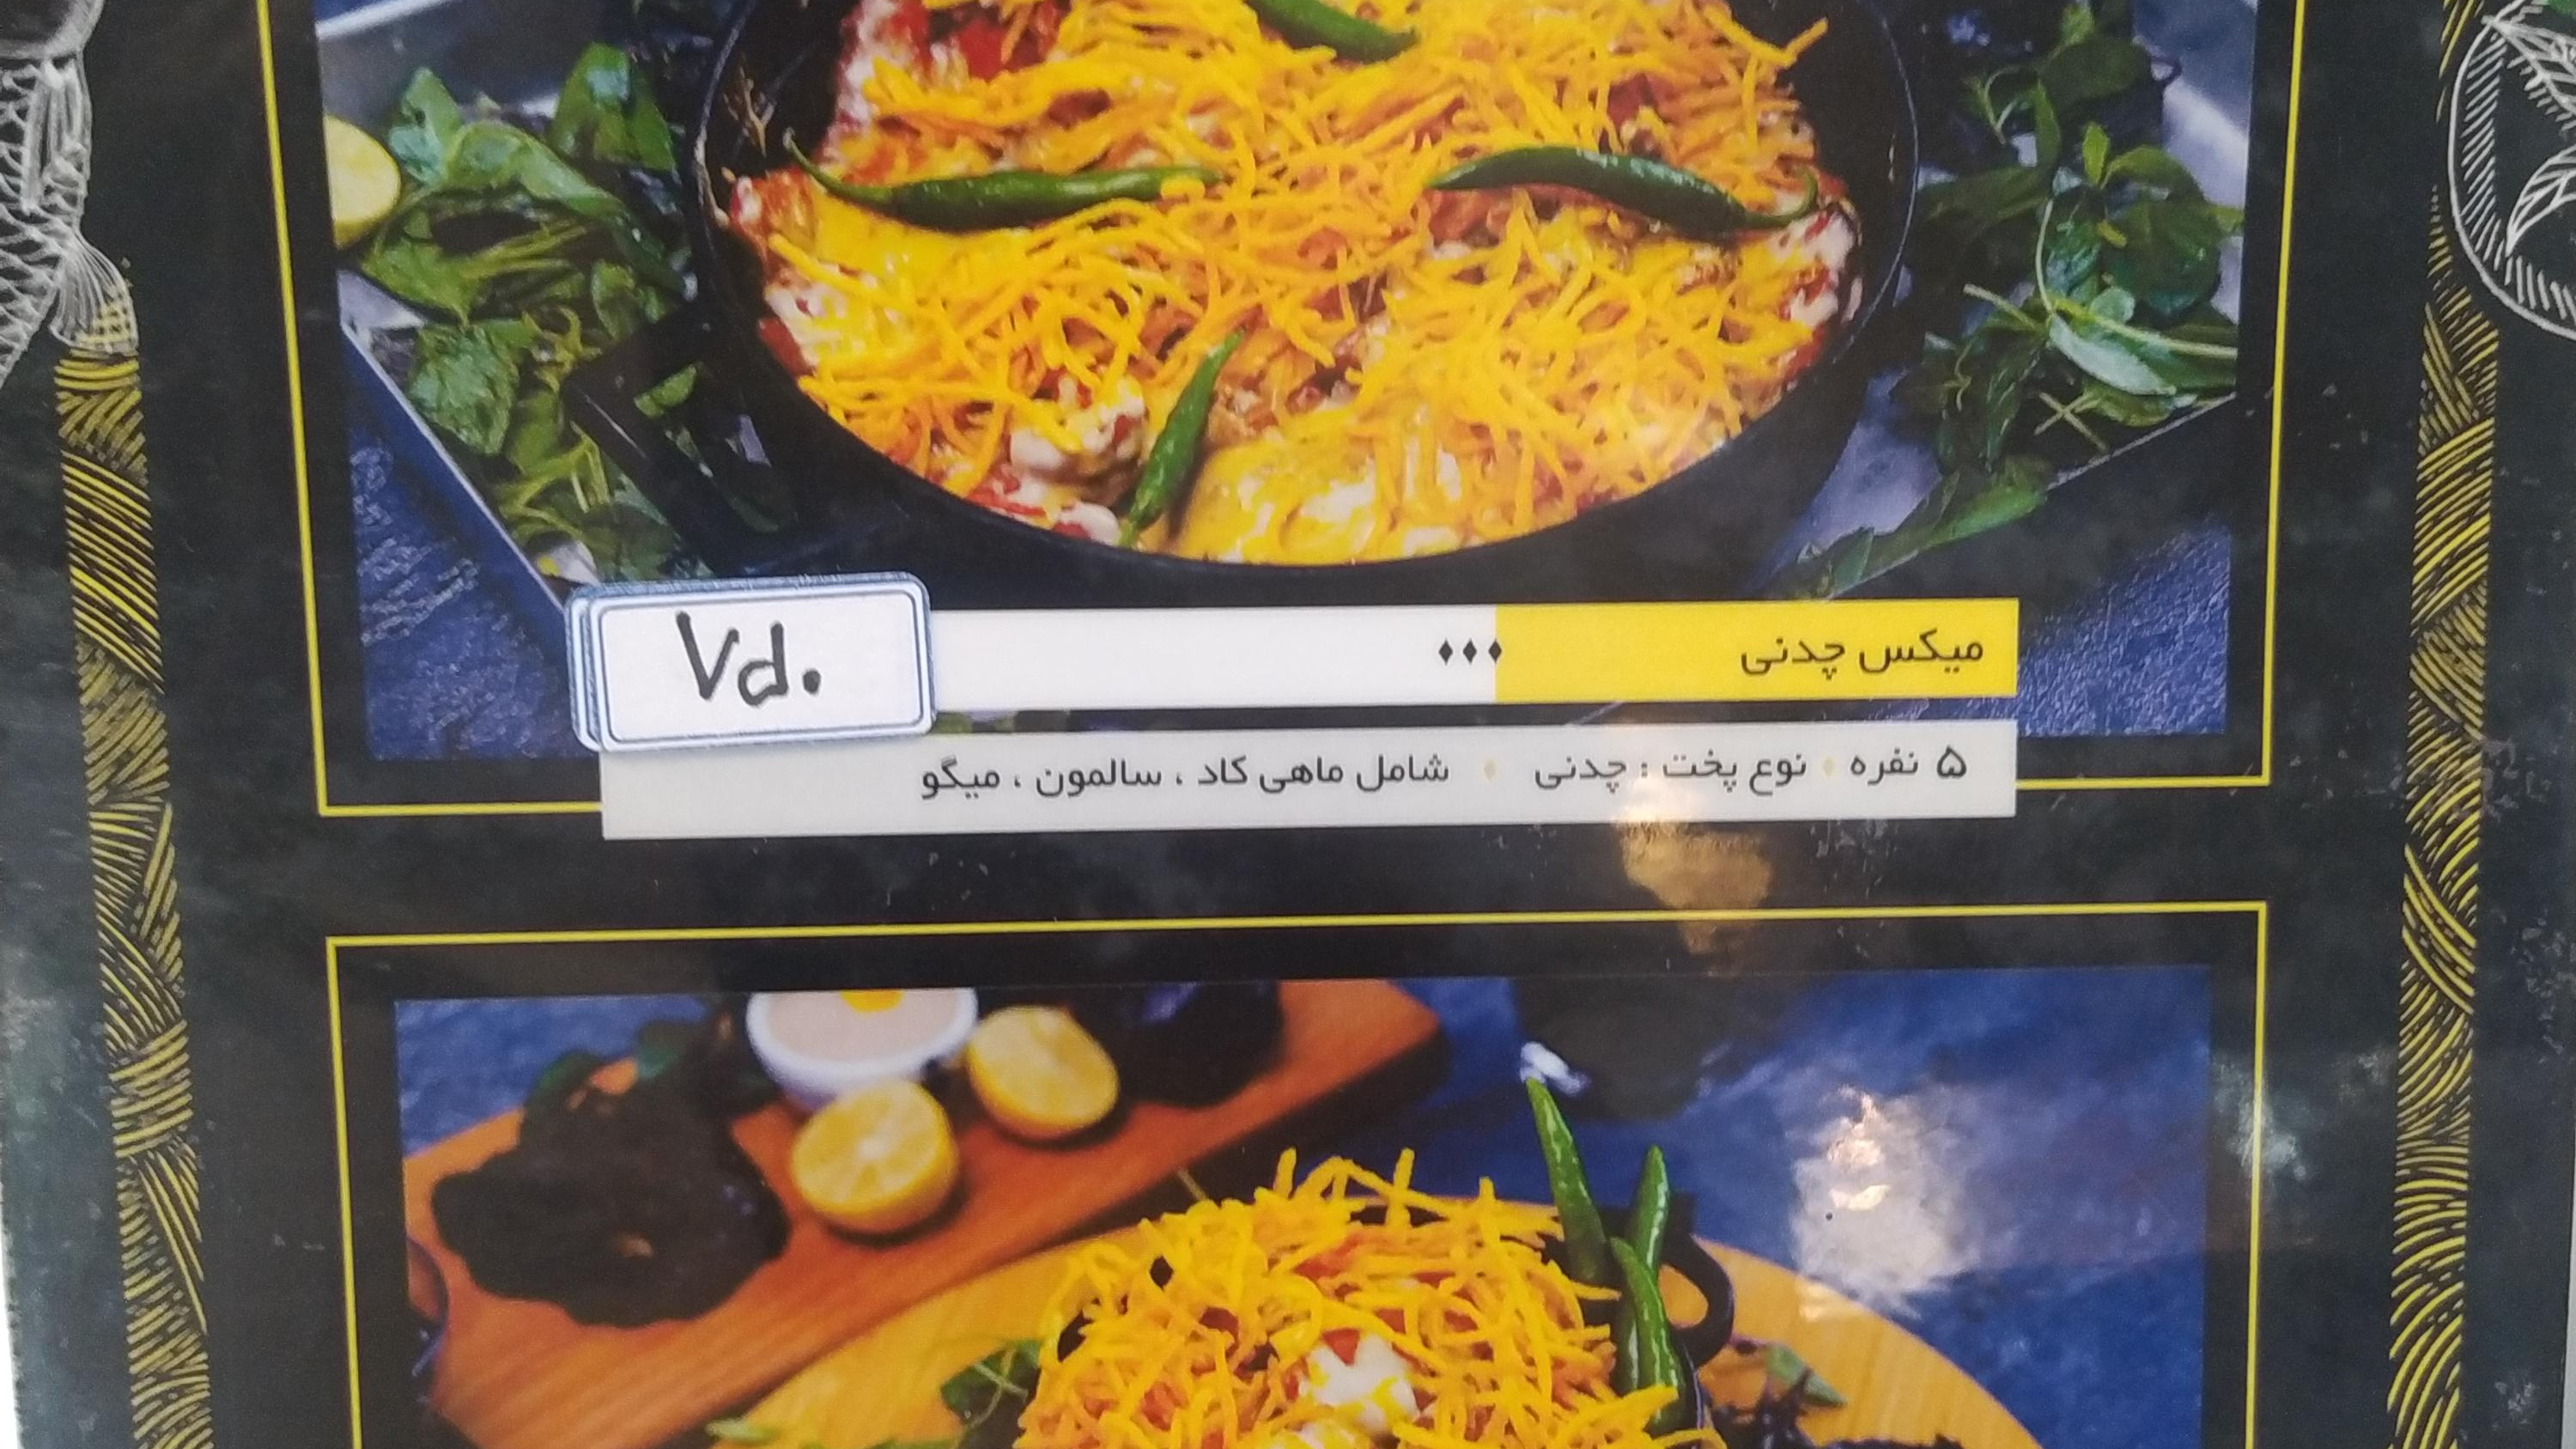 میکس چدنی
۷۵۰
۵ نفره نوع پخت : چدنی شامل ماهی کاد ، سالمون ، میگو